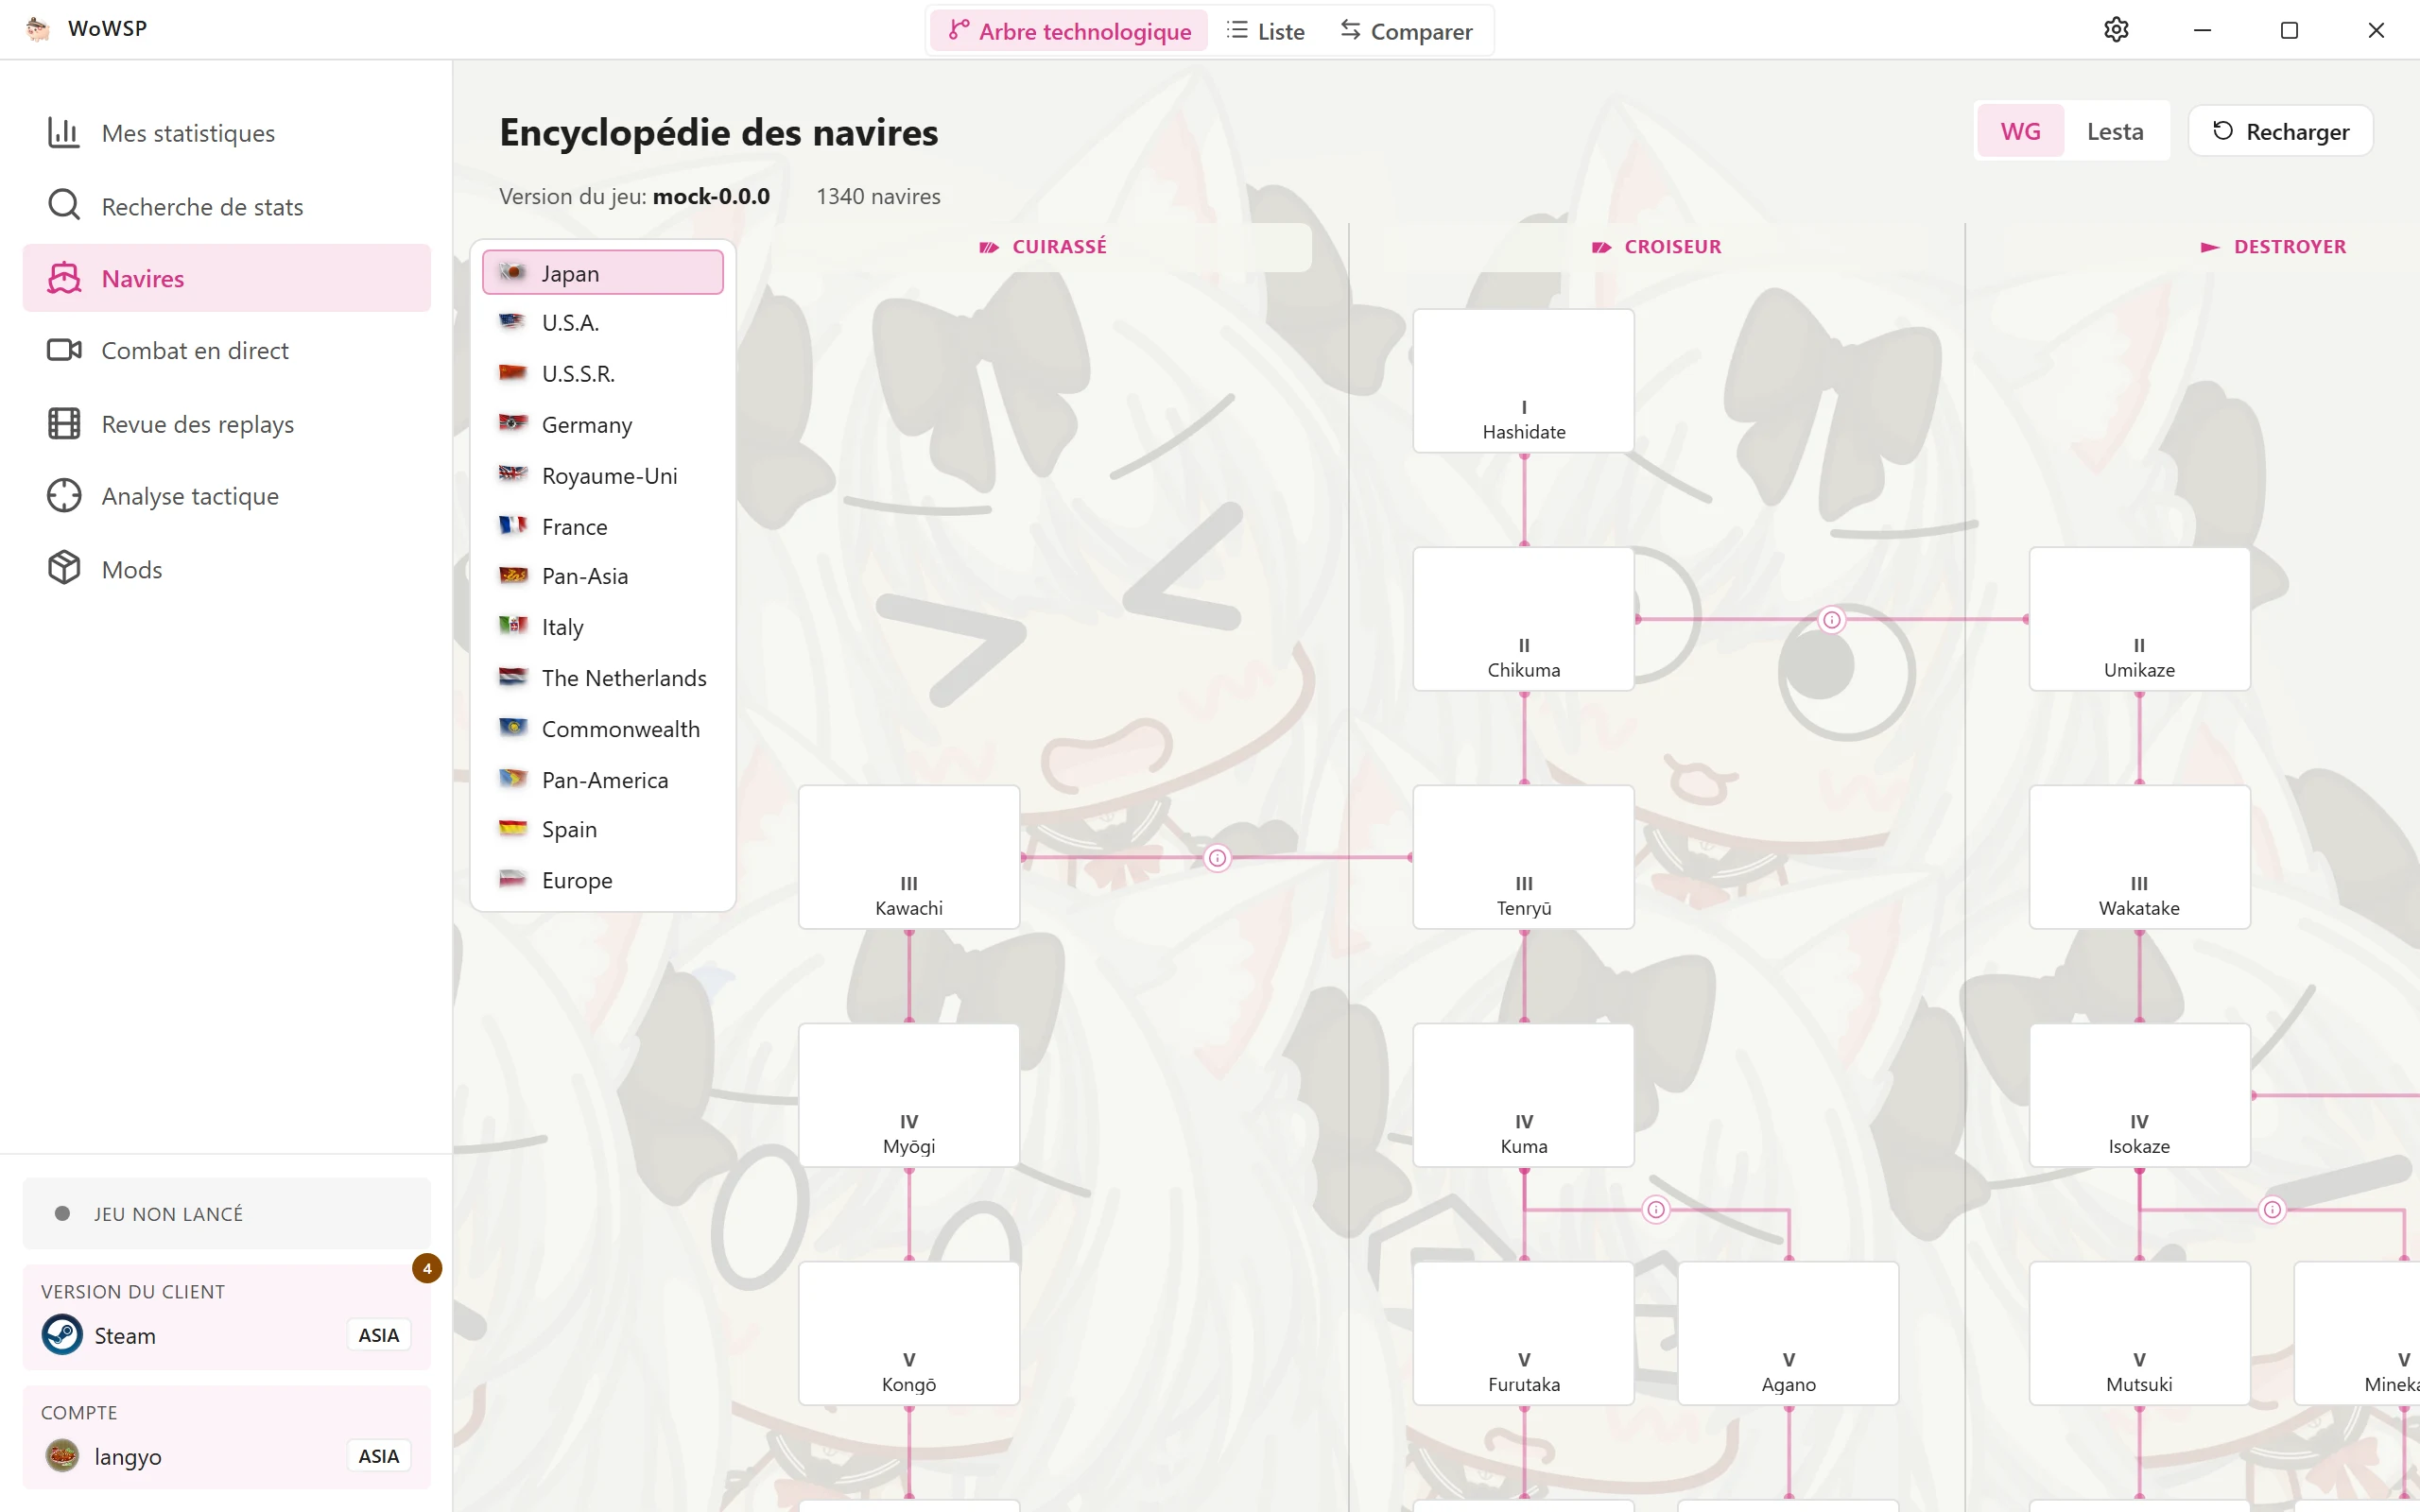 WoWSP
Arbre technologique
Liste
Comparer
Mes statistiques
Recherche de stats
Navires
Combat en direct
Revue des replays
Analyse tactique
Mods
JEU NON LANCÉ
4
VERSION DU CLIENT
Steam
ASIA
COMPTE
langyo
ASIA
Encyclopédie des navires
WG
Lesta
Recharger
Version du jeu: mock-0.0.0
1340 navires
Japan
U.S.A.
U.S.S.R.
Germany
Royaume-Uni
France
Pan-Asia
Italy
The Netherlands
Commonwealth
Pan-America
Spain
Europe
CUIRASSÉ
CROISEUR
DESTROYER
I
Hashidate
II
Chikuma
II
Umikaze
III
Kawachi
III
Tenryū
III
Wakatake
IV
Myōgi
IV
Kuma
IV
Isokaze
V
Kongō
V
Furutaka
V
Agano
V
Mutsuki
V